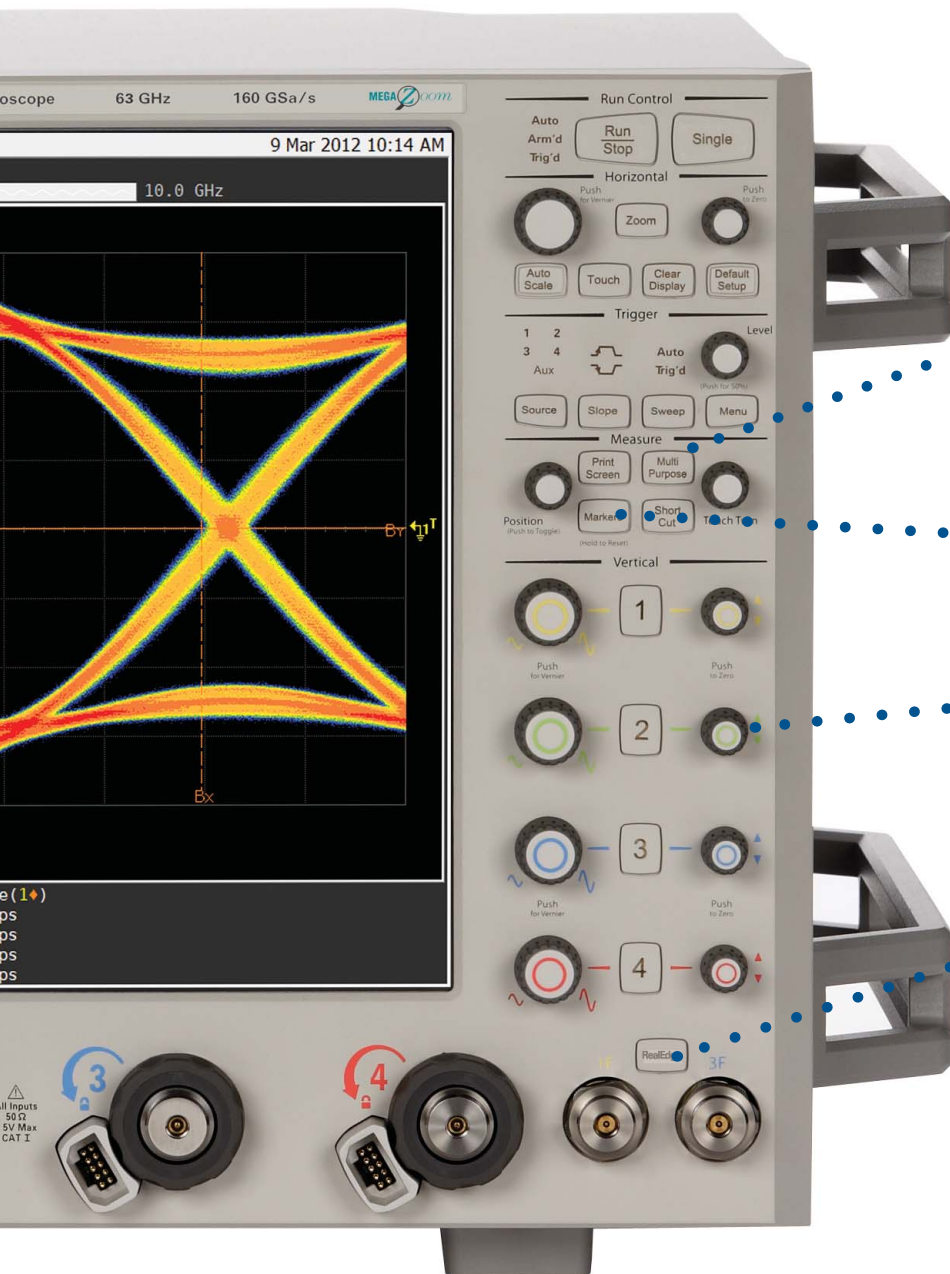 oscope 63 GHz 160 GSa/s MEGA Zoom
9 Mar 2012 10:14 AM
10.0 GHz
BY 1T
BX
e(1♦)
ps
ps
ps
ps
Run Control
Auto
Arm'd
Trig'd
Run
Stop
Single
Horizontal
Push
for Vernier
Zoom
Push
to Zero
Auto
Scale
Touch
Clear
Display
Default
Setup
Trigger
1 2
3 4
Aux
Auto
Trig'd
Level
(Push for 50%)
Source
Slope
Sweep
Menu
Measure
Print
Screen
Multi
Purpose
Position
(Push to Toggle)
Marker
(Hold to Reset)
Short
Cut
Vertical
1
Push
for Vernier
Push
to Zero
2
3
Push
for Vernier
Push
to Zero
4
RealEdge
1F
3F
3
4
All Inputs
50 Ω
5V Max
CAT I